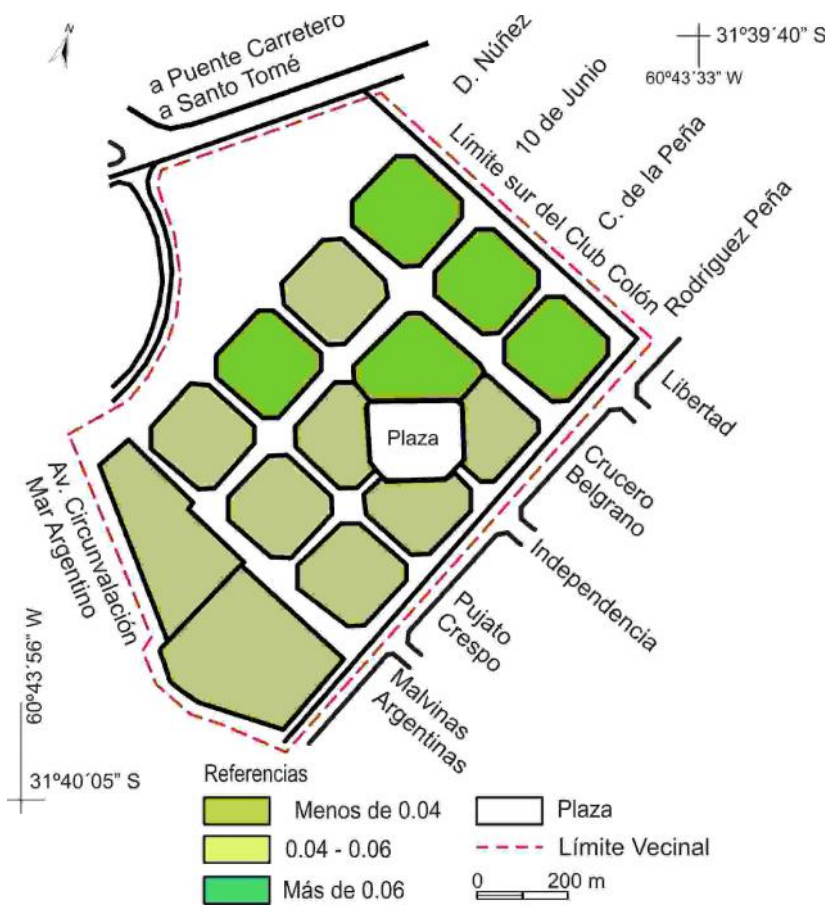 N
a Puente Carretero
a Santo Tomé
D. Núñez
10 de Junio
C. de la Peña
Rodríguez Peña
31º39´40” S
60º43´33” W
Límite sur del Club Colón
Libertad
Crucero
Belgrano
Independencia
Pujato
Crespo
Malvinas
Argentinas
Plaza
Av. Circunvalación
Mar Argentino
60º43´56” W
31º40´05” S
Referencias
Menos de 0.04
0.04 - 0.06
Más de 0.06
Plaza
Límite Vecinal
0 200 m